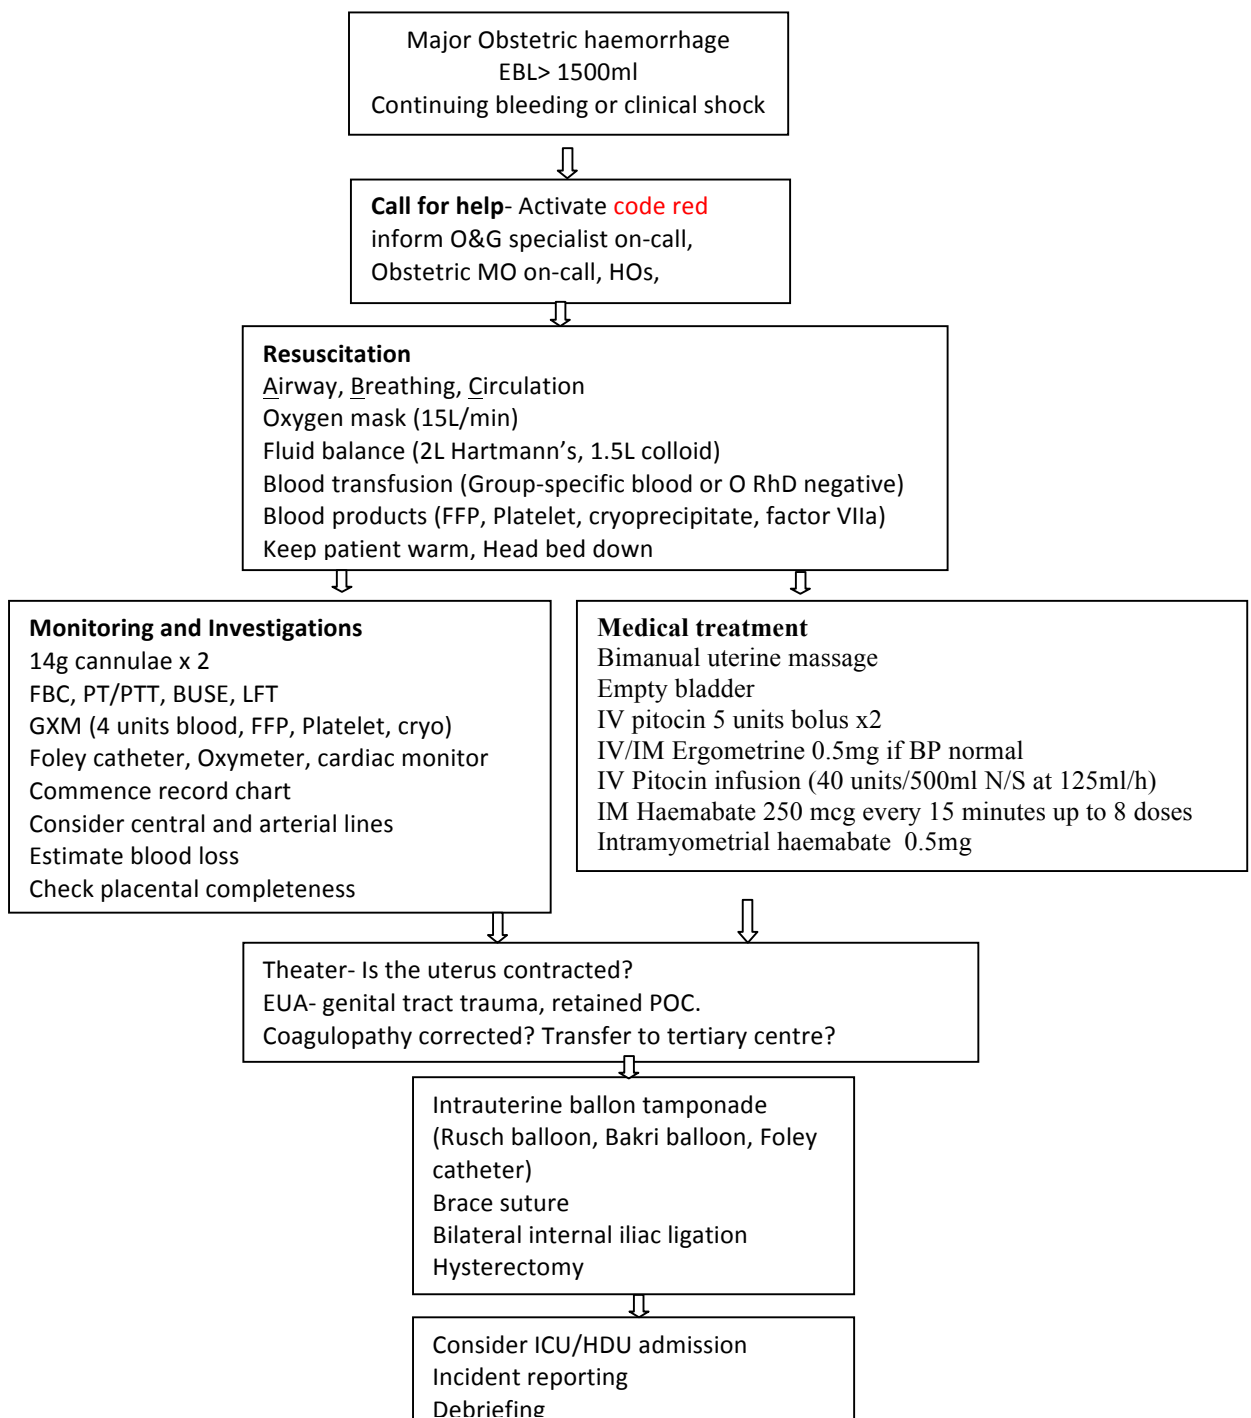 Major Obstetric haemorrhage
EBL> 1500ml
Continuing bleeding or clinical shock
Call for help- Activate code red
inform O&G specialist on-call,
Obstetric MO on-call, HOs,
Resuscitation
Airway, Breathing, Circulation
Oxygen mask (15L/min)
Fluid balance (2L Hartmann’s, 1.5L colloid)
Blood transfusion (Group-specific blood or O RhD negative)
Blood products (FFP, Platelet, cryoprecipitate, factor VIIa)
Keep patient warm, Head bed down
Monitoring and Investigations
14g cannulae x 2
FBC, PT/PTT, BUSE, LFT
GXM (4 units blood, FFP, Platelet, cryo)
Foley catheter, Oxymeter, cardiac monitor
Commence record chart
Consider central and arterial lines
Estimate blood loss
Check placental completeness
Medical treatment
Bimanual uterine massage
Empty bladder
IV pitocin 5 units bolus x2
IV/IM Ergometrine 0.5mg if BP normal
IV Pitocin infusion (40 units/500ml N/S at 125ml/h)
IM Haemabate 250 mcg every 15 minutes up to 8 doses
Intramyometrial haemabate  0.5mg
Theater- Is the uterus contracted?
EUA- genital tract trauma, retained POC.
Coagulopathy corrected? Transfer to tertiary centre?
Intrauterine ballon tamponade
(Rusch balloon, Bakri balloon, Foley
catheter)
Brace suture
Bilateral internal iliac ligation
Hysterectomy
Consider ICU/HDU admission
Incident reporting
Debriefing